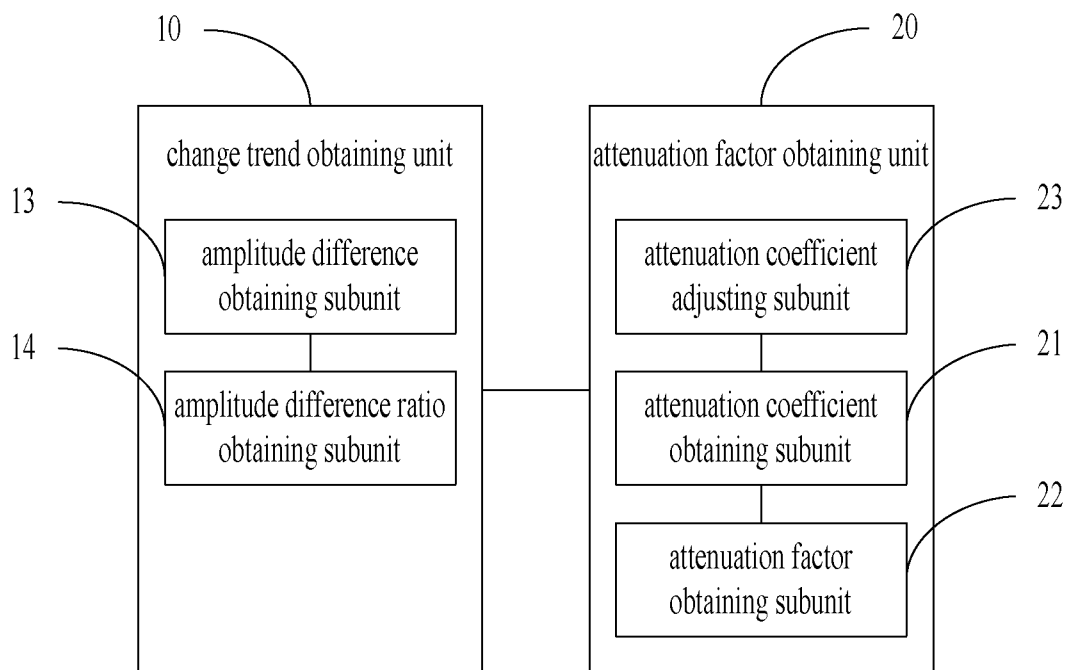 10
20
change trend obtaining unit
attenuation factor obtaining unit
13
amplitude difference
obtaining subunit
23
attenuation coefficient
adjusting subunit
14
amplitude difference ratio
obtaining subunit
21
attenuation coefficient
obtaining subunit
22
attenuation factor
obtaining subunit